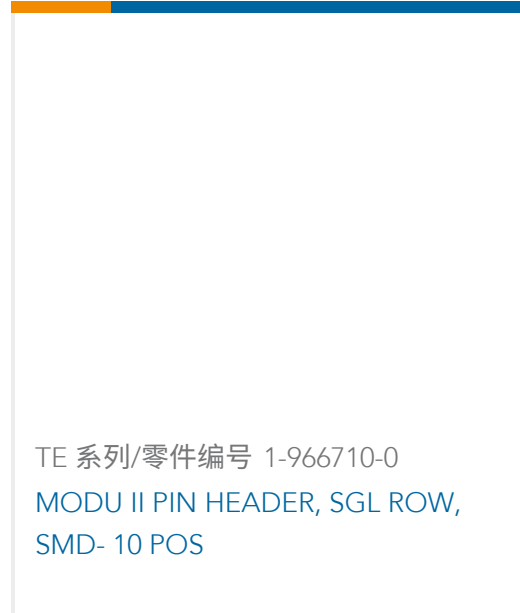 TE 系列/零件编号 1-966710-0
MODU II PIN HEADER, SGL ROW,
SMD- 10 POS